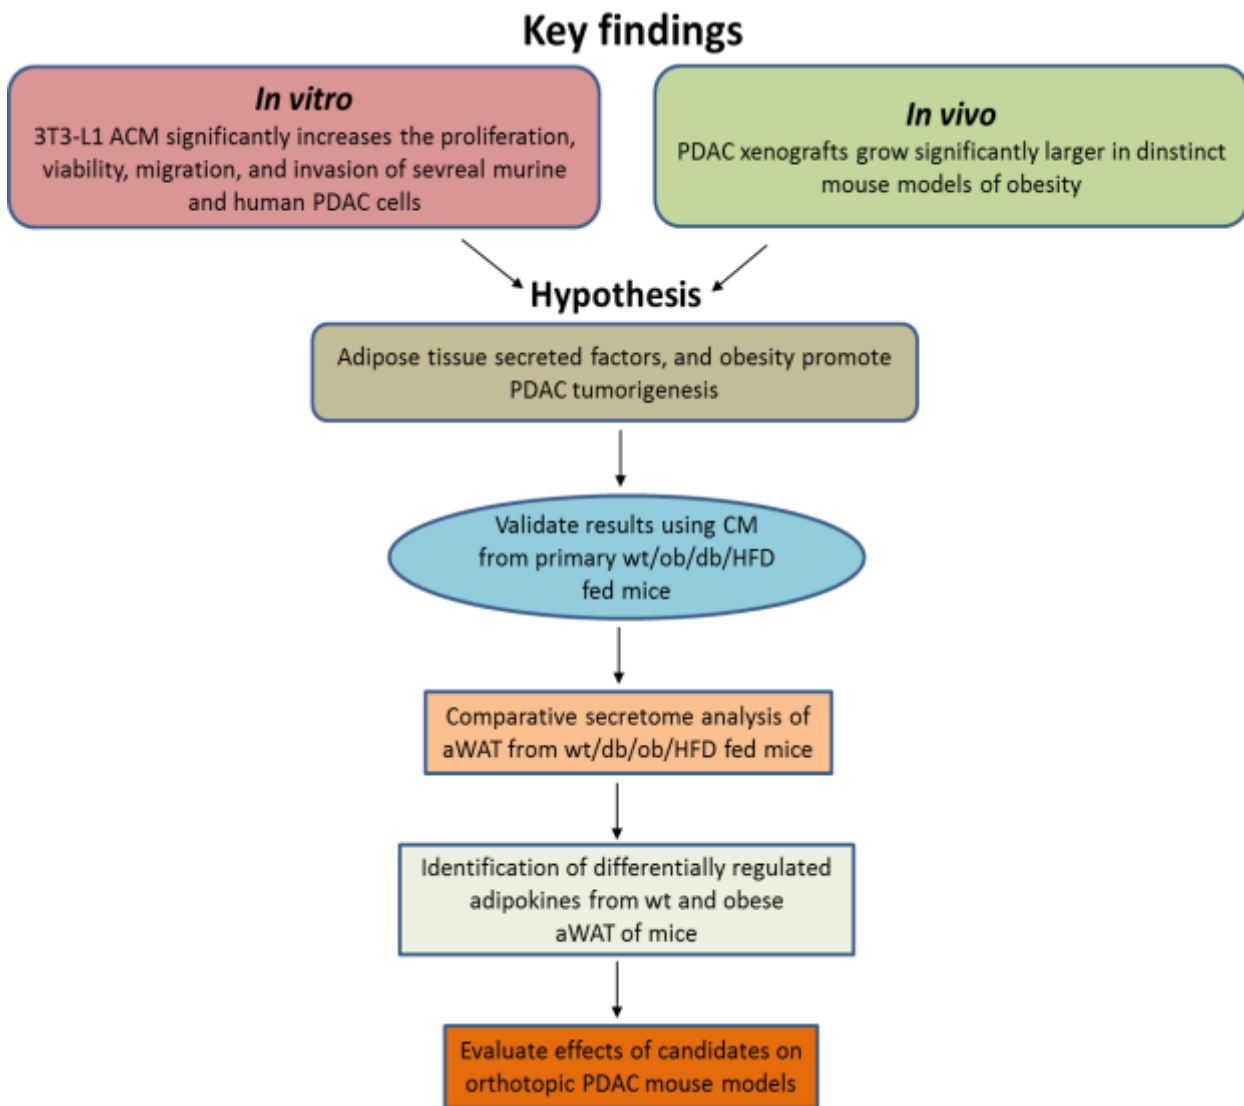 Key findings
In vitro
3T3-L1 ACM significantly increases the proliferation,
viability, migration, and invasion of sevreal murine
and human PDAC cells
In vivo
PDAC xenografts grow significantly larger in dinstinct
mouse models of obesity
Hypothesis
Adipose tissue secreted factors, and obesity promote
PDAC tumorigenesis
Validate results using CM
from primary wt/ob/db/HFD
fed mice
Comparative secretome analysis of
aWAT from wt/db/ob/HFD fed mice
Identification of differentially regulated
adipokines from wt and obese
aWAT of mice
Evaluate effects of candidates on
orthotopic PDAC mouse models